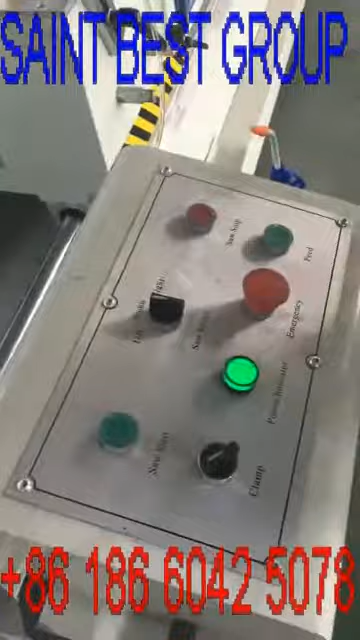 SAINT BEST GROUP
Saw Stop
Feed
Emergency
Power Indicator
Saw Start
Clamp
+86 186 6042 5078